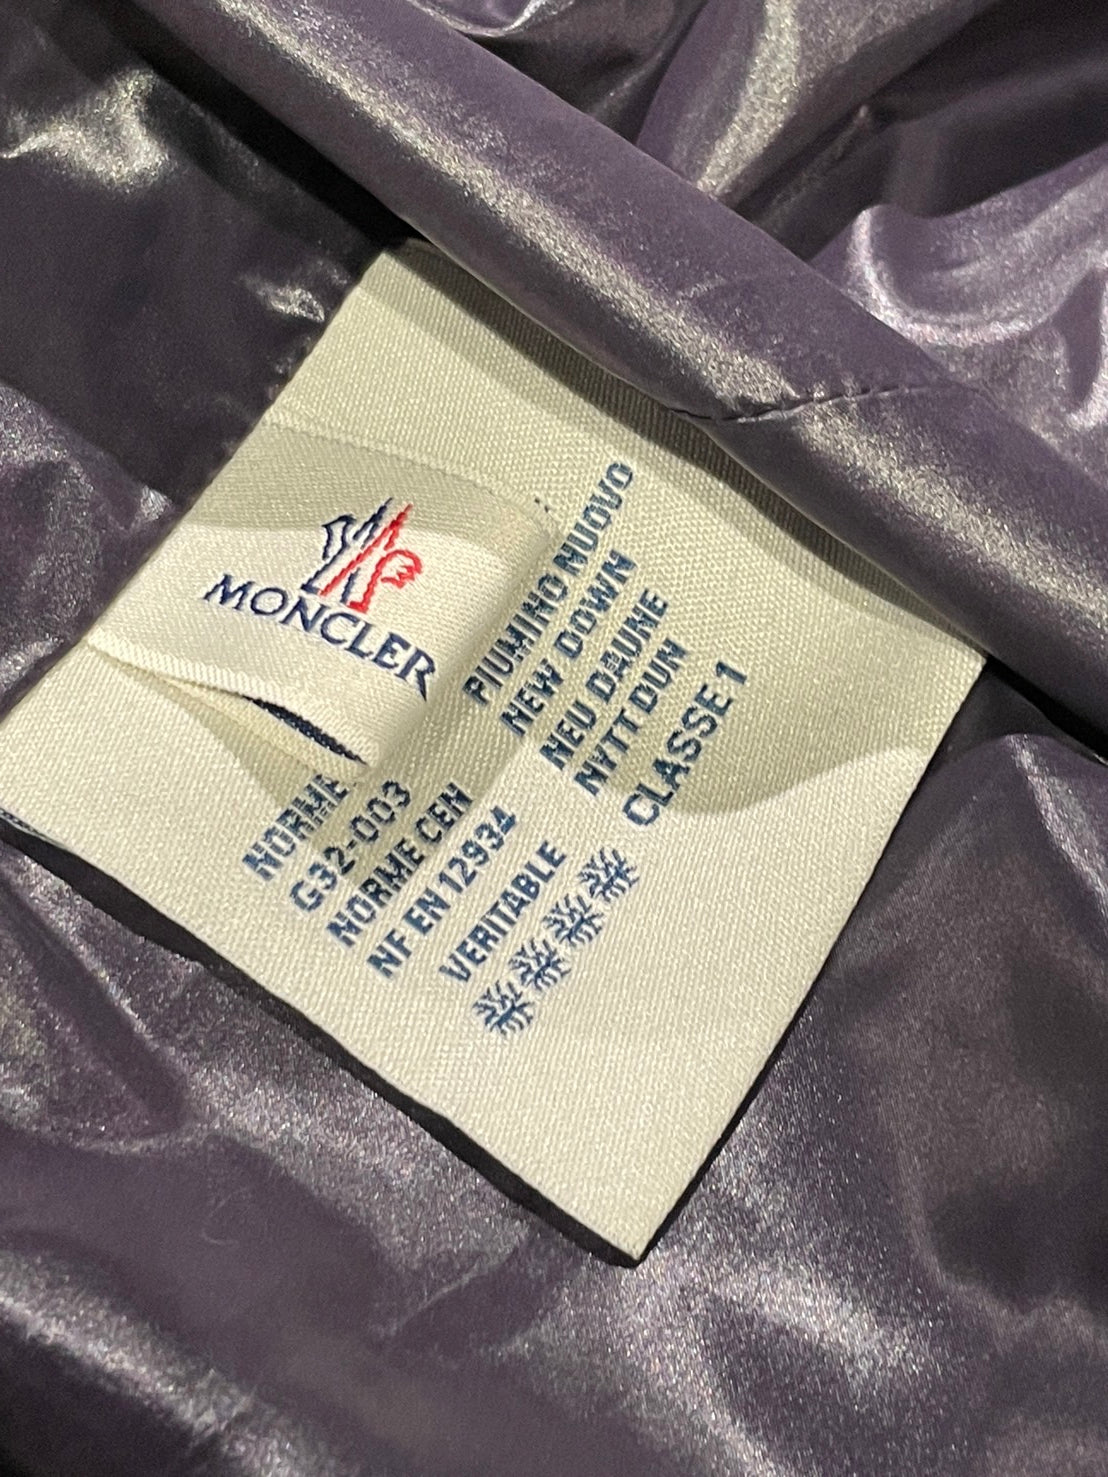 MONCLER
PIUMINO NUOVO
NEW DOWN
NEU DAUNE
NYTT DUN
CLASSE 1
NORME
G32-003
NORME CEN
NF EN 12934
VERITABLE